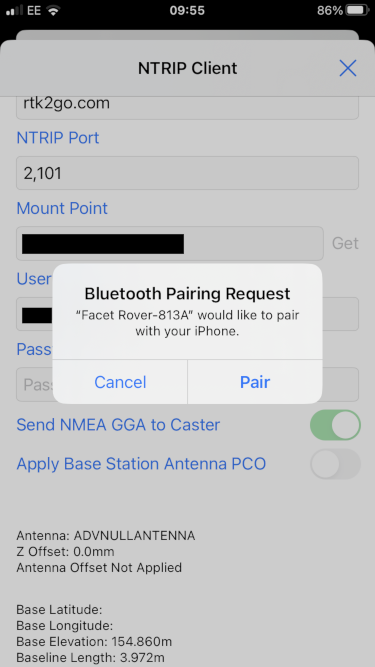 EE 09:55 86%
NTRIP Client
rtk2go.com
NTRIP Port
2,101
Mount Point
Get
User
Bluetooth Pairing Request
“Facet Rover-813A” would like to pair
with your iPhone.
Pass
Pas
Cancel Pair
Send NMEA GGA to Caster
Apply Base Station Antenna PCO
Antenna: ADVNULLANTENNA
Z Offset: 0.0mm
Antenna Offset Not Applied
Base Latitude:
Base Longitude:
Base Elevation: 154.860m
Baseline Length: 3.972m